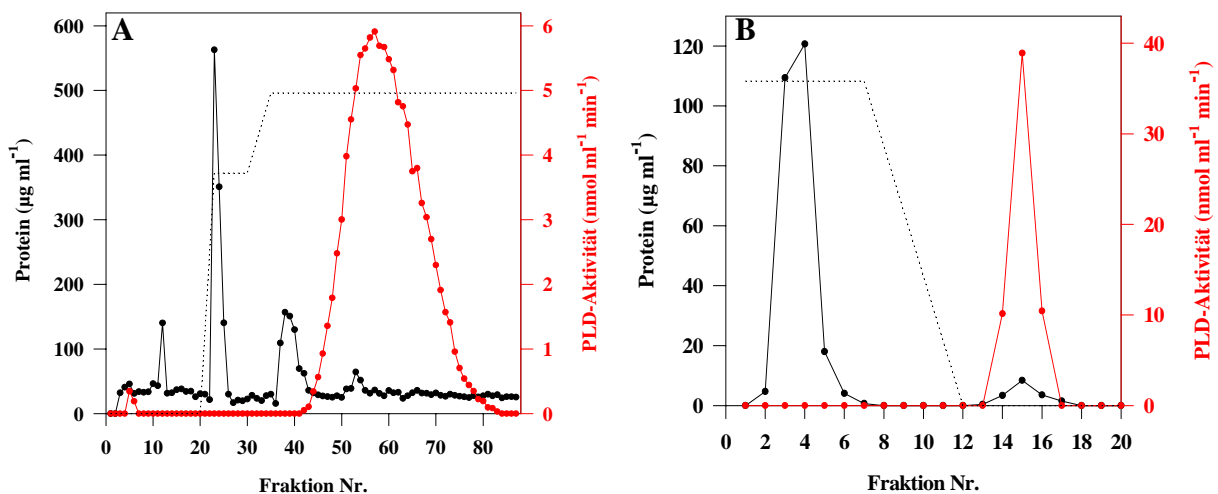 A
600
500
400
300
200
100
0
Protein (µg ml⁻¹)
0 10 20 30 40 50 60 70 80
Fraktion Nr.
6
5
4
3
2
1
0
PLD-Aktivität (nmol ml⁻¹ min⁻¹)
B
120
100
80
60
40
20
0
Protein (µg ml⁻¹)
0 2 4 6 8 10 12 14 16 18 20
Fraktion Nr.
40
30
20
10
0
PLD-Aktivität (nmol ml⁻¹ min⁻¹)